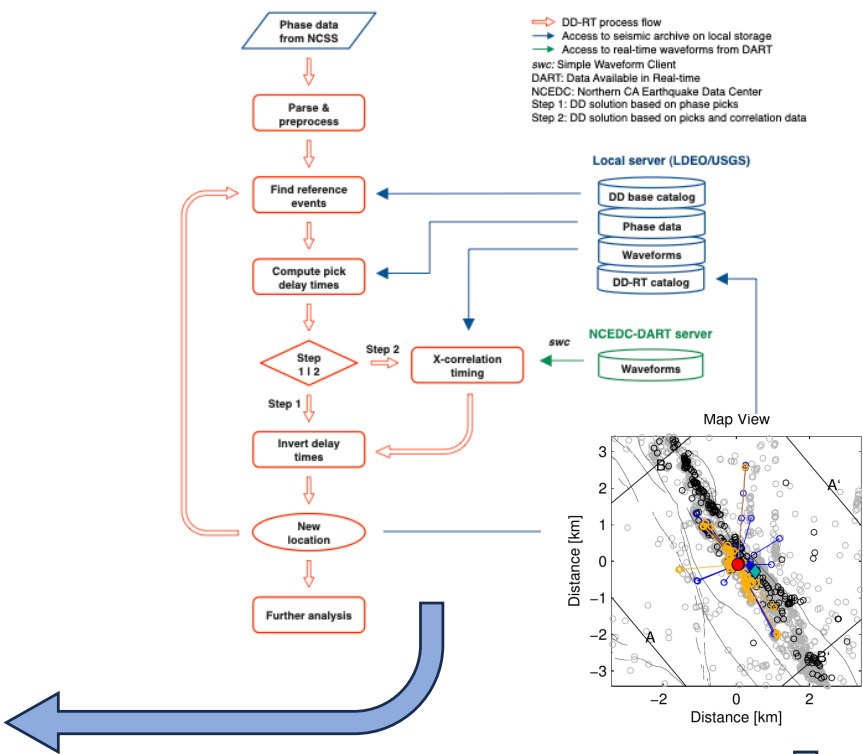 Phase data
from NCSS
DD-RT process flow
Access to seismic archive on local storage
Access to real-time waveforms from DART
swc: Simple Waveform Client
DART: Data Available in Real-time
NCEDC: Northern CA Earthquake Data Center
Step 1: DD solution based on phase picks
Step 2: DD solution based on picks and correlation data
Parse &
preprocess
Local server (LDEO/USGS)
Find reference
events
DD base catalog
Phase data
Waveforms
DD-RT catalog
Compute pick
delay times
Step
1 I 2
Step 2
X-correlation
timing
swc
NCEDC-DART server
Waveforms
Step 1
Invert delay
times
New
location
Further analysis
Map View
3
2
1
0
−1
−2
−3
Distance [km]
B
A'
A
B'
−2
0
2
Distance [km]